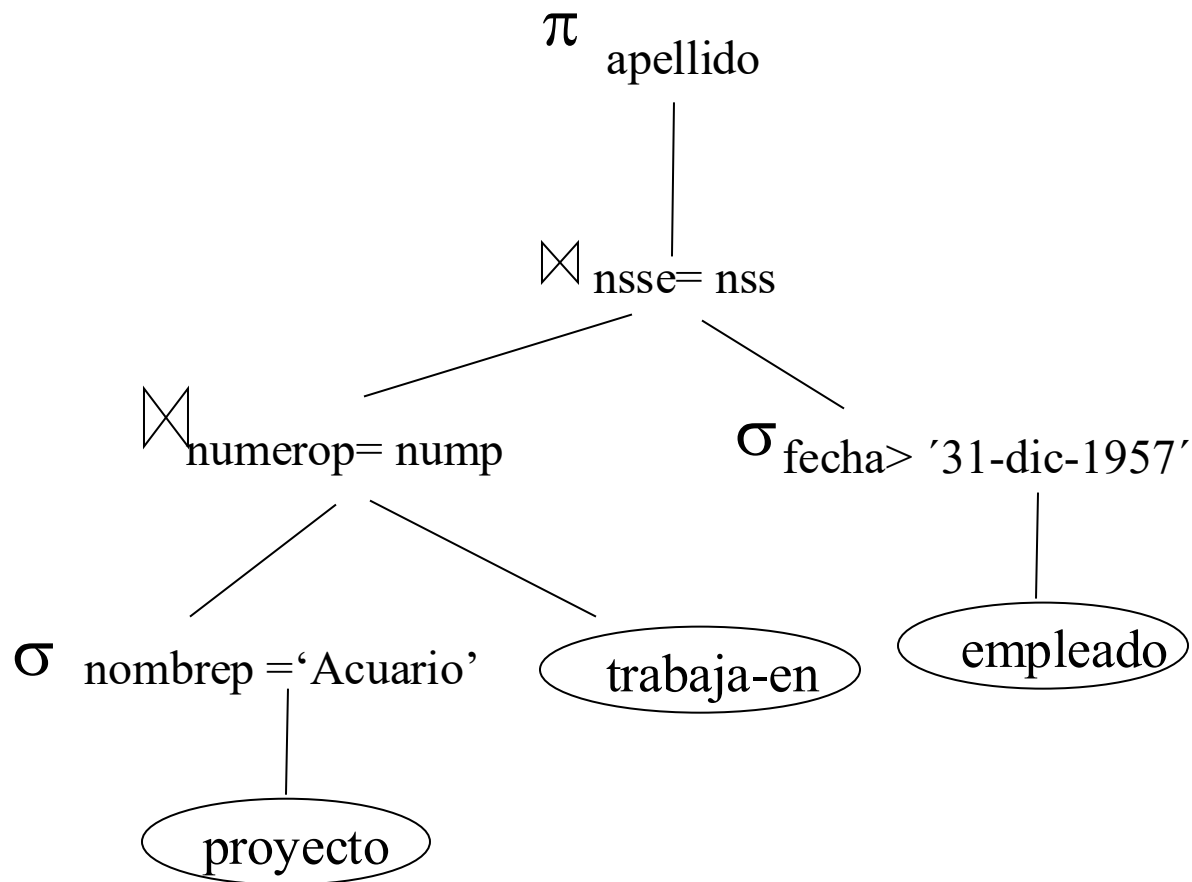 π apellido
⋈ nsse= nss
⋈ numerop= nump
σ fecha> ´31-dic-1957´
σ nombrep =‘Acuario’
trabaja-en
empleado
proyecto